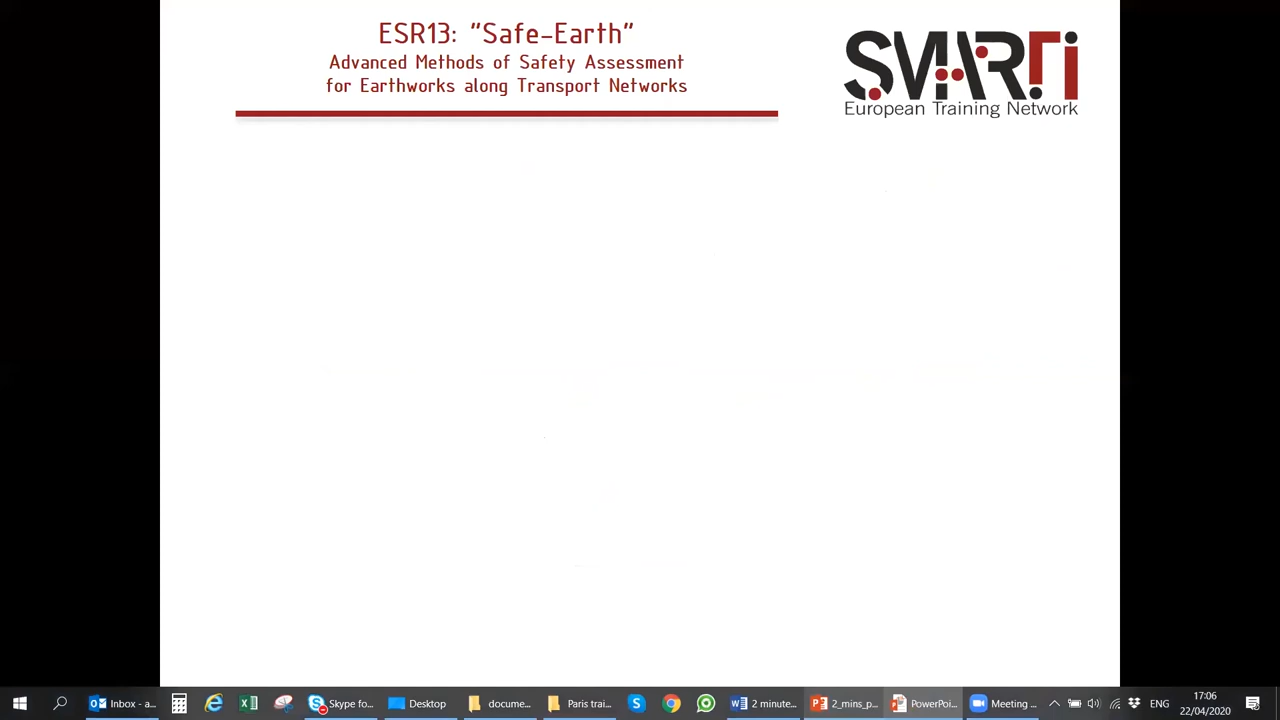 ESR13: "Safe-Earth"
Advanced Methods of Safety Assessment
for Earthworks along Transport Networks
SMARTi
European Training Network
Inbox - a...
Skype fo...
Desktop
docume...
Paris trai...
2 minute...
2_mins_p...
PowerPoi...
Meeting ...
ENG
17:06
22/04/2020